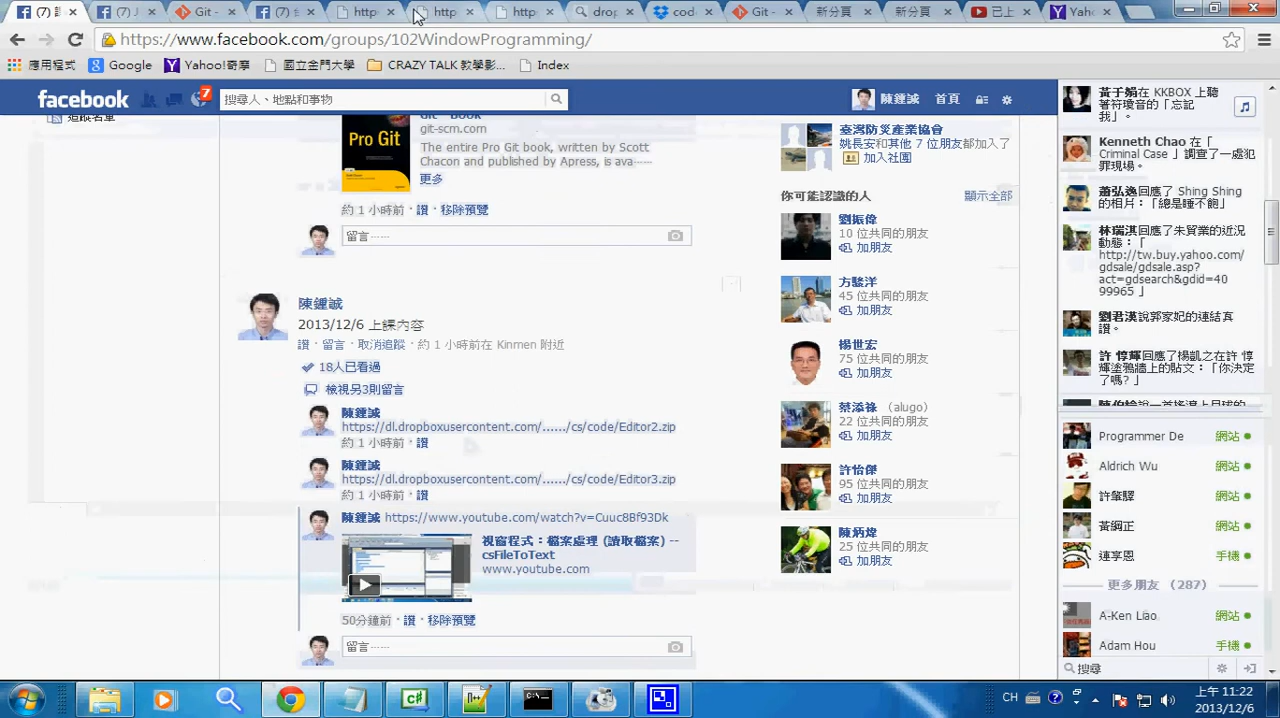 (7) 
(7) 
Git -
(7) 
http
http
http
drop
cod
Git -
新分頁
新分頁
已上
Yaho
https://www.facebook.com/groups/102WindowProgramming/
應用程式
Google
Yahoo!奇摩
國立金門大學
CRAZY TALK 教學影...
Index
facebook
7
搜尋人、地點和事物
陳鍾誠
首頁
追蹤名單
Pro Git
Git - Book
git-scm.com
The entire Pro Git book, written by Scott
Chacon and published by Apress, is ava······
更多
約 1 小時前 · 讚 · 移除預覽
留言······
陳鍾誠
2013/12/6 上課內容
讚 · 留言 · 取消追蹤 · 約 1 小時前在 Kinmen 附近
18人已看過
檢視另3則留言
陳鍾誠
https://dl.dropboxusercontent.com/....../cs/code/Editor2.zip
約 1 小時前 · 讚
陳鍾誠
https://dl.dropboxusercontent.com/....../cs/code/Editor3.zip
約 1 小時前 · 讚
陳鍾誠 https://www.youtube.com/watch?v=Cuuc8Bf93Dk
視窗程式：檔案處理 (讀取檔案) --
csFileToText
www.youtube.com
50分鐘前 · 讚 · 移除預覽
留言······
臺灣防災產業協會
姚長安和其他 7 位朋友都加入了
加入社團
你可能認識的人
顯示全部
劉振偉
10 位共同的朋友
加朋友
方駿洋
45 位共同的朋友
加朋友
楊世宏
75 位共同的朋友
加朋友
蔡添祿 （alugo）
22 位共同的朋友
加朋友
許怡傑
95 位共同的朋友
加朋友
陳炳煒
25 位共同的朋友
加朋友
黃于娟在 KKBOX 上聽
著符瓊音的「忘記
我」。
Kenneth Chao 在「
Criminal Case 」調查了一處犯
罪現場。
蕭弘逸回應了 Shing Shing
的相片：「總是睡不飽」
林瑞淇回應了朱質業的近況
動態：「
http://tw.buy.yahoo.com/
gdsale/gdsale.asp?
act=gdsearch&gdid=40
99965 」
劉君漢說郭家妃的連結真
讚。
許 惇輝回應了楊凱之在許 惇
輝塗鴉牆上的貼文：「你決定
了嗎? 」
Programmer De
網站
Aldrich Wu
網站
許肇驛
網站
黃鋼正
網站
連享恩
手機
更多朋友 （287）
A-Ken Liao
網站
Adam Hou
手機
搜尋
CH
上午 11:22
2013/12/6